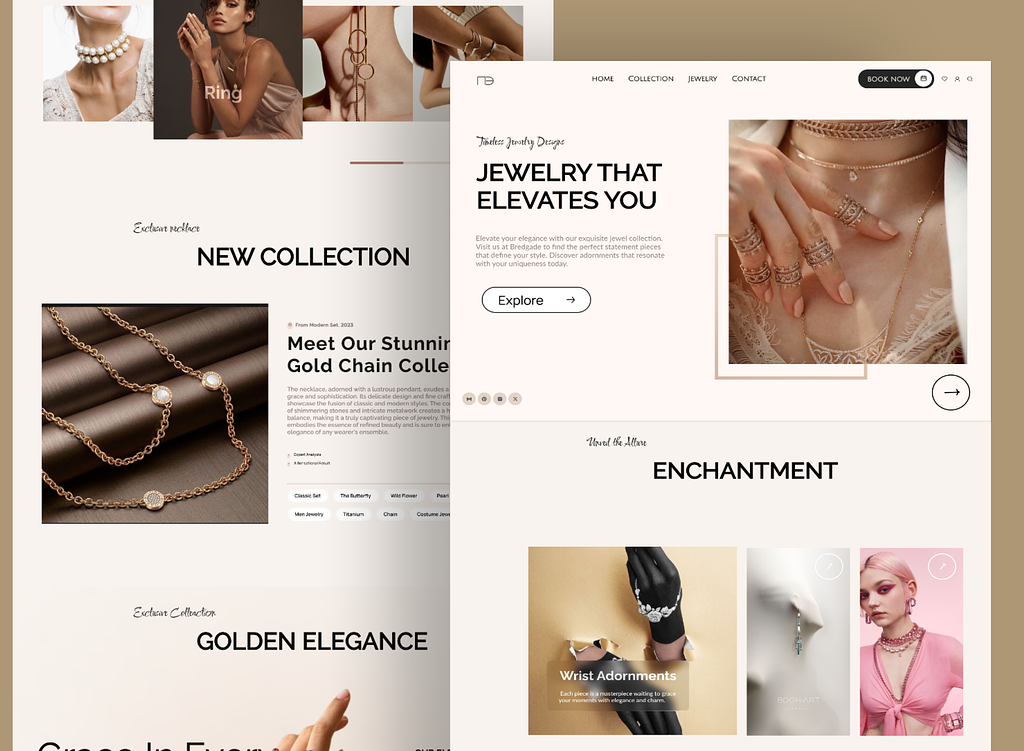 Ring
Exclusive necklace
NEW COLLECTION
From Modern Set, 2023
Meet Our Stunnin
Gold Chain Colle
The necklace, adorned with a lustrous pendant, exudes a
grace and sophistication. Its delicate design and fine craft
showcase the fusion of classic and modern styles. The co
of shimmering stones and intricate metalwork creates a h
balance, making it a truly captivating piece of jewelry. This
embodies the essence of refined beauty and is sure to en
elegance of any wearer's ensemble.
Expert Analysis
A Sensational Result
Classic Set
The Butterfly
Wild Flower
Pearl
Men Jewelry
Titanium
Chain
Costume Jewe
Exclusive Collection
GOLDEN ELEGANCE
Grace In Every
HOME
COLLECTION
JEWELRY
CONTACT
BOOK NOW
Timeless Jewelry Designs
JEWELRY THAT
ELEVATES YOU
Elevate your elegance with our exquisite jewel collection.
Visit us at Bredgade to find the perfect statement pieces
that define your style. Discover adornments that resonate
with your uniqueness today.
Explore
Unveil the Allure
ENCHANTMENT
Wrist Adornments
Each piece is a masterpiece waiting to grace
your moments with elegance and charm.